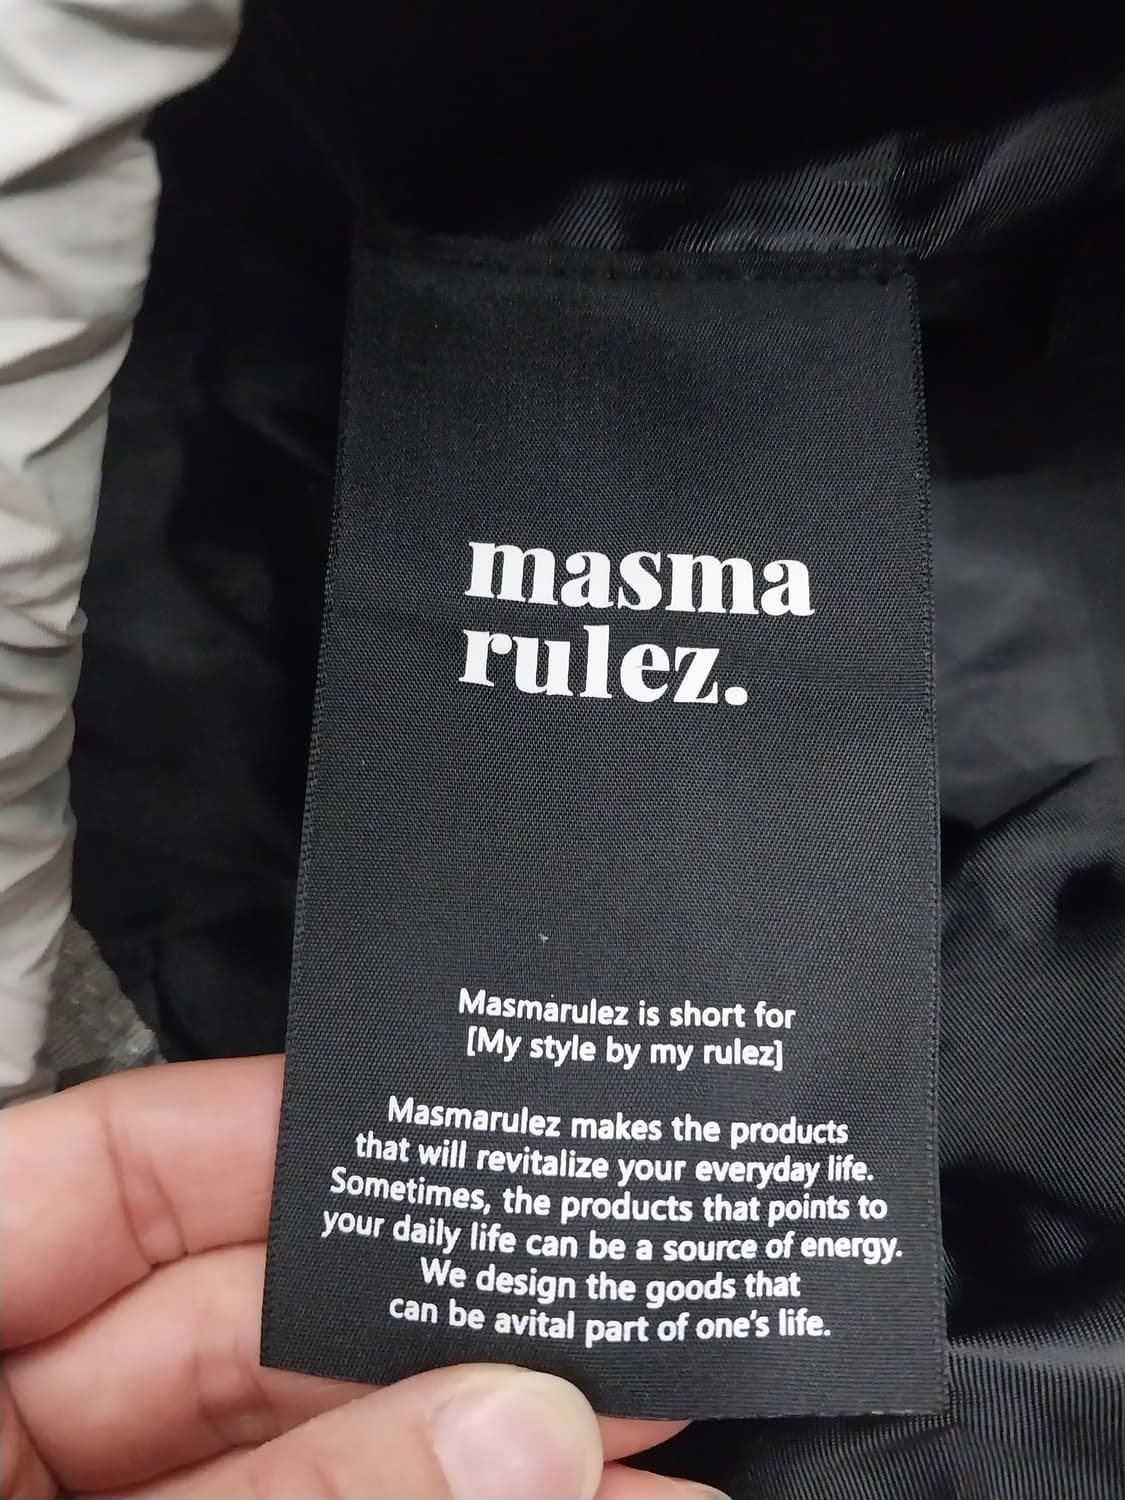 masma
rulez.
Masmarulez is short for
[My style by my rulez]
Masmarulez makes the products
that will revitalize your everyday life.
Sometimes, the products that points to
your daily life can be a source of energy.
We design the goods that
can be avital part of one's life.